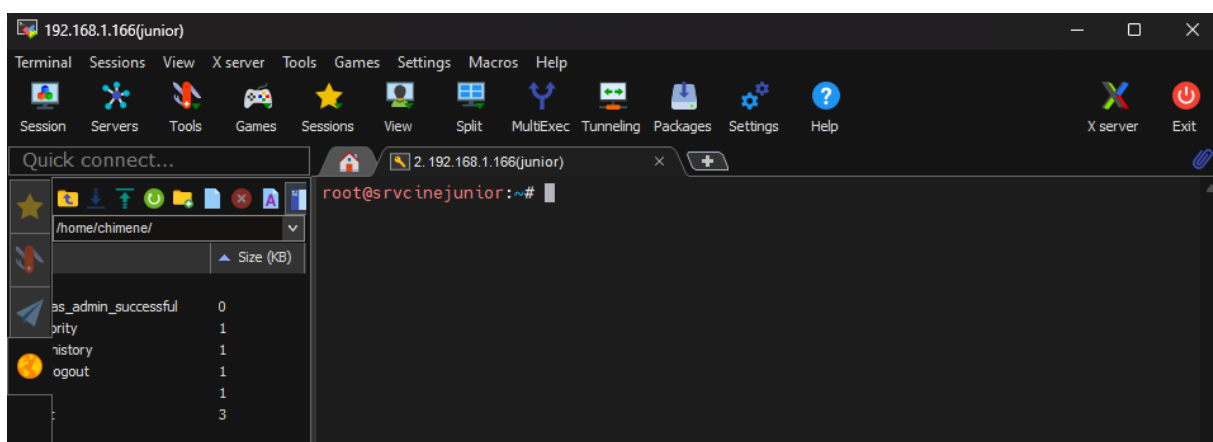 192.168.1.166(junior)
Terminal Sessions View X server Tools Games Settings Macros Help
Session Servers Tools Games Sessions View Split MultiExec Tunneling Packages Settings Help X server Exit
Quick connect...
2. 192.168.1.166(junior)
/home/chimene/
Size (KB)
root@srvcinejunior:~#
as_admin_successful 0
ority 1
history 1
ogout 1
1
3